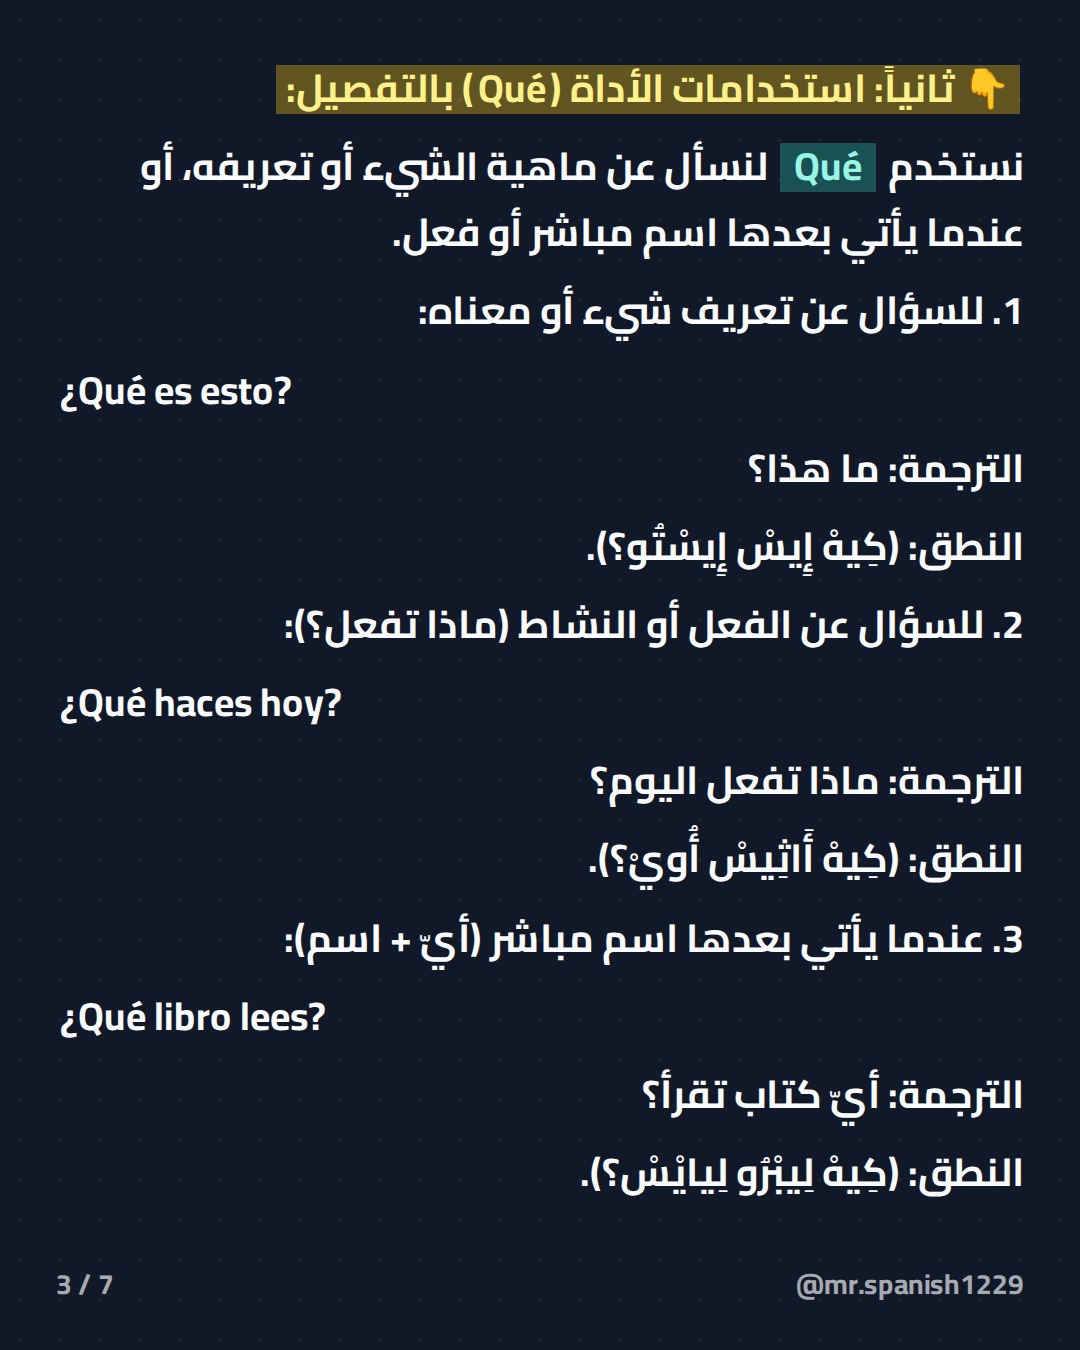 👇 ثانياً: استخدامات الأداة (Qué) بالتفصيل:
نستخدم Qué لنسأل عن ماهية الشيء أو تعريفه، أو
عندما يأتي بعدها اسم مباشر أو فعل.
1. للسؤال عن تعريف شيء أو معناه:
¿Qué es esto?
الترجمة: ما هذا؟
النطق: (كِيهْ إِيسْ إِيسْتُو؟).
2. للسؤال عن الفعل أو النشاط (ماذا تفعل؟):
¿Qué haces hoy?
الترجمة: ماذا تفعل اليوم؟
النطق: (كِيهْ أَاثِيسْ أُويْ؟).
3. عندما يأتي بعدها اسم مباشر (أيّ + اسم):
¿Qué libro lees?
الترجمة: أيّ كتاب تقرأ؟
النطق: (كِيهْ لِيبْرُو لِيايْسْ؟).
3 / 7
@mr.spanish1229